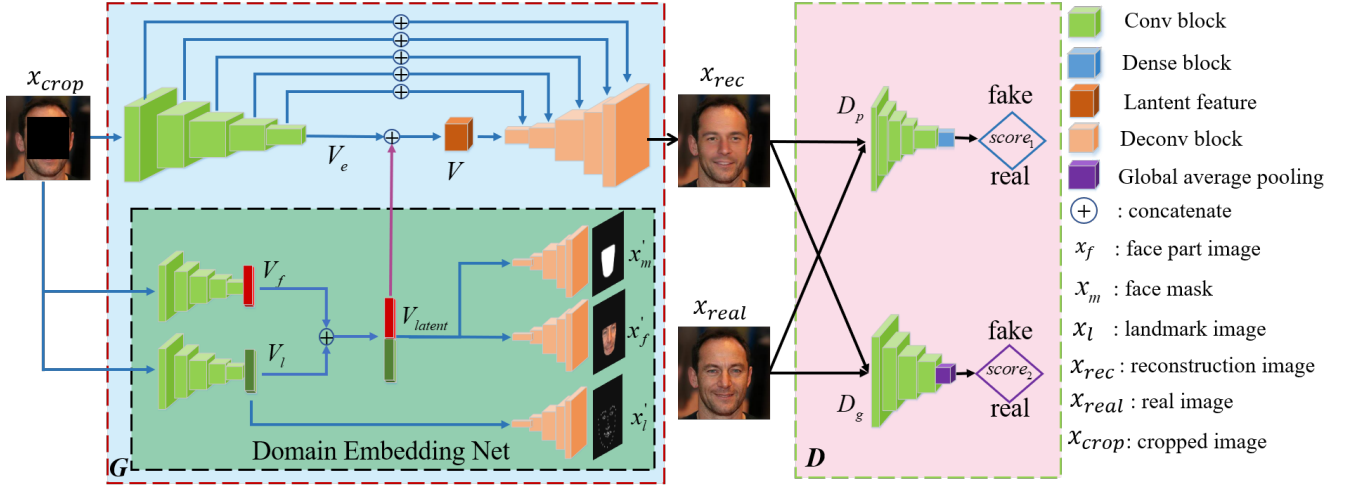 x_crop
V_e
V
V_f
V_l
V_latent
x'_m
x'_f
x'_l
Domain Embedding Net
G
x_rec
x_real
D_p
fake
score_1
real
D_g
fake
score_2
real
D
Conv block
Dense block
Lantent feature
Deconv block
Global average pooling
: concatenate
x_f : face part image
x_m : face mask
x_l : landmark image
x_rec : reconstruction image
x_real : real image
x_crop : cropped image